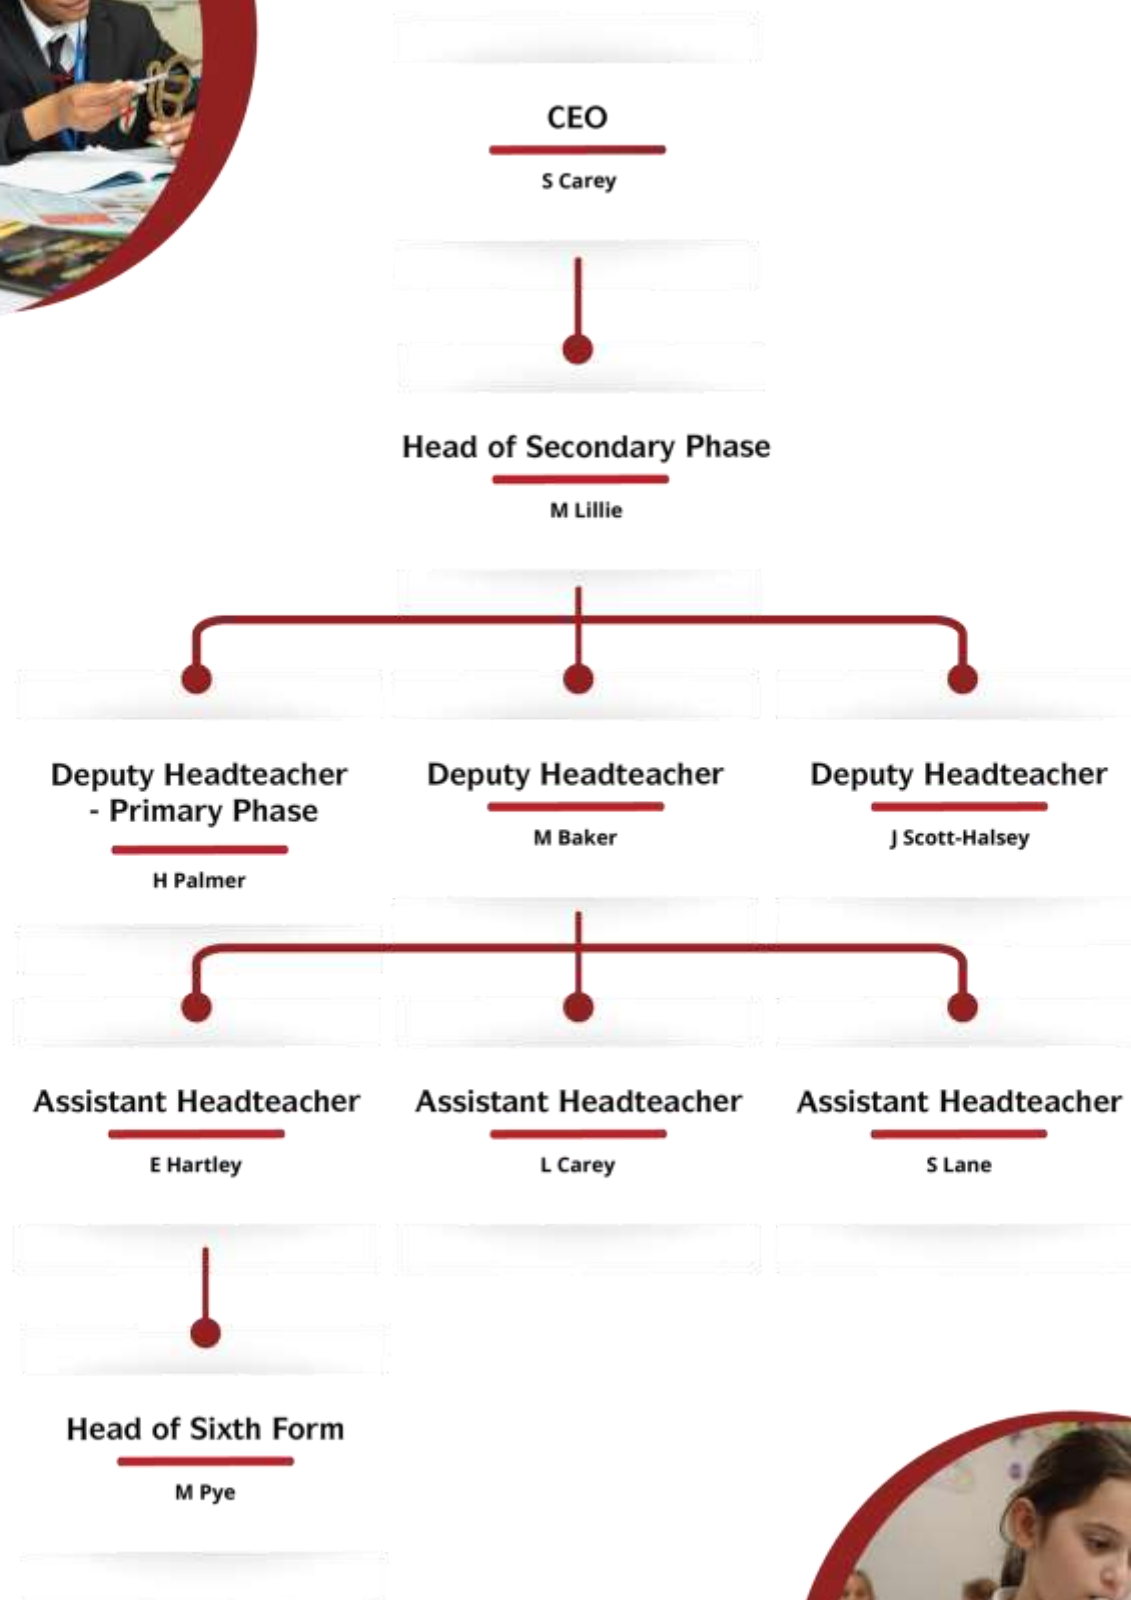 CEO
S Carey
Head of Secondary Phase
M Lillie
Deputy Headteacher
- Primary Phase
H Palmer
Deputy Headteacher
M Baker
Deputy Headteacher
J Scott-Halsey
Assistant Headteacher
E Hartley
Assistant Headteacher
L Carey
Assistant Headteacher
S Lane
Head of Sixth Form
M Pye